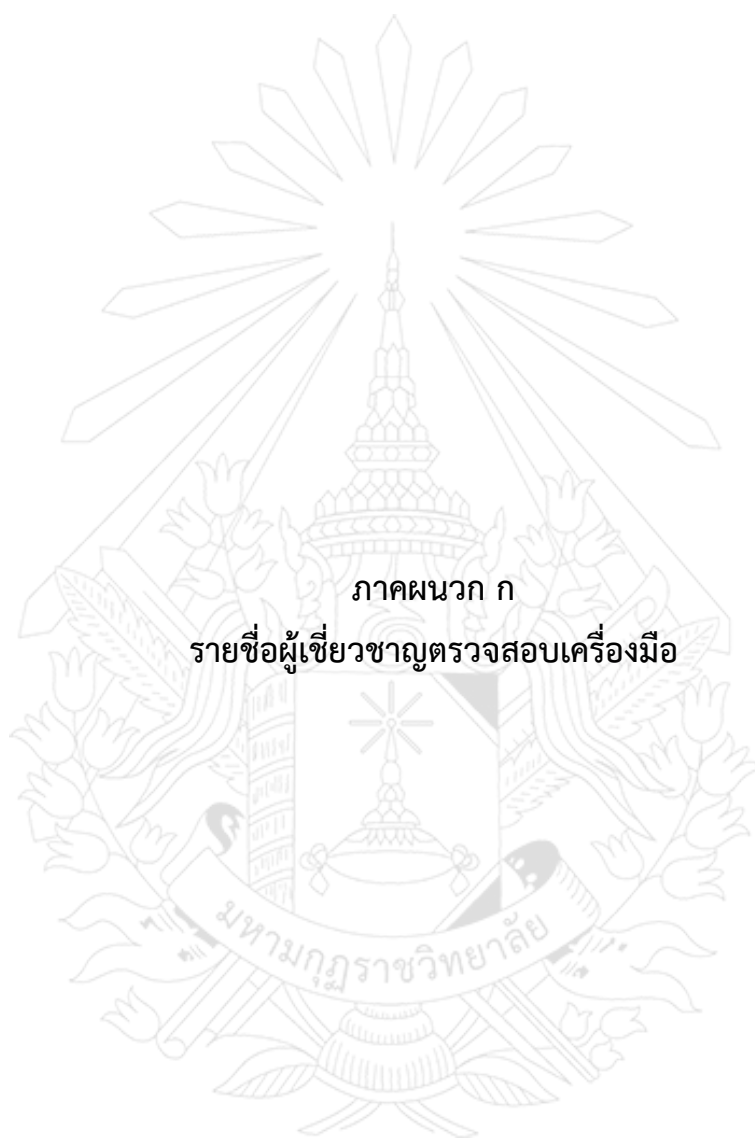 ภาคผนวก ก
รายชื่อผู้เชี่ยวชาญตรวจสอบเครื่องมือ
มหามกุฏราชวิทยาลัย